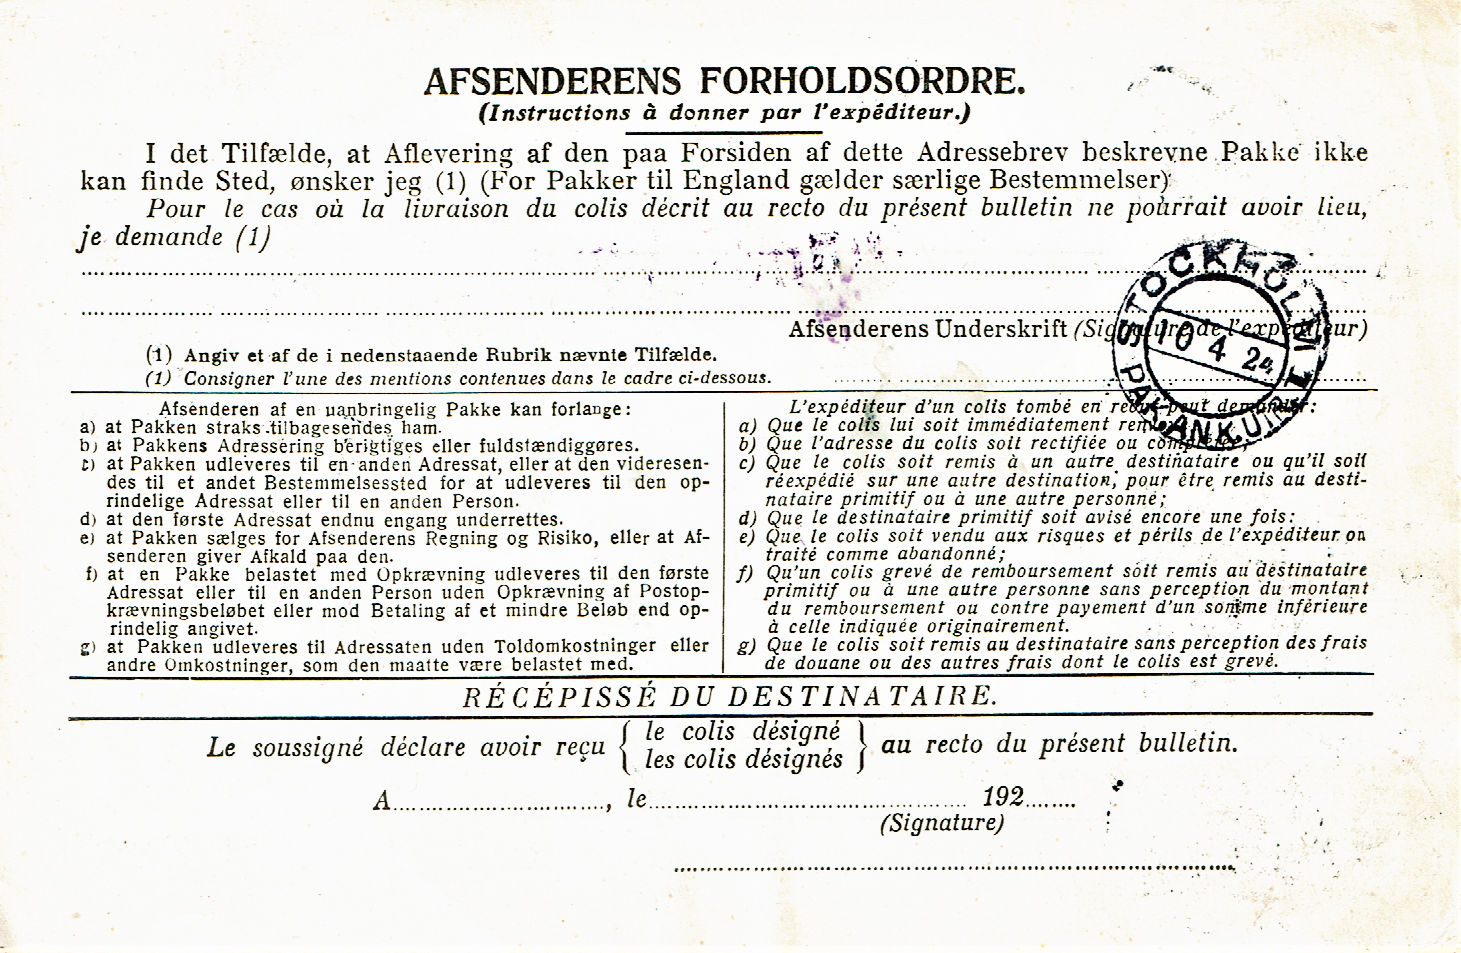 AFSENDERENS FORHOLDSORDRE.
(Instructions à donner par l'expéditeur.)
I det Tilfælde, at Aflevering af den paa Forsiden af dette Adressebrev beskrevne Pakke ikke
kan finde Sted, ønsker jeg (1) (For Pakker til England gælder særlige Bestemmelser)
Pour le cas où la livraison du colis décrit au recto du présent bulletin ne pourrait avoir lieu,
je demande (1)
Afsenderens Underskrift (Signature de l'expéditeur)
(1) Angiv et af de i nedenstaaende Rubrik nævnte Tilfælde.
(1) Consigner l'une des mentions contenues dans le cadre ci-dessous.
STOCKHOLM 1
10 4 24
PAK.ANK.UTR.
Afsenderen af en uanbringelig Pakke kan forlange:
a) at Pakken straks tilbagesendes ham.
b) at Pakkens Adressering berigtiges eller fuldstændiggøres.
c) at Pakken udleveres til en anden Adressat, eller at den videresen-
des til et andet Bestemmelsessted for at udleveres til den op-
rindelige Adressat eller til en anden Person.
d) at den første Adressat endnu engang underrettes.
e) at Pakken sælges for Afsenderens Regning og Risiko, eller at Af-
senderen giver Afkald paa den.
f) at en Pakke belastet med Opkrævning udleveres til den første
Adressat eller til en anden Person uden Opkrævning af Postop-
krævningsbeløbet eller mod Betaling af et mindre Beløb end op-
rindelig angivet.
g) at Pakken udleveres til Adressaten uden Toldomkostninger eller
andre Omkostninger, som den maatte være belastet med.
L'expéditeur d'un colis tombé en rebut peut demander:
a) Que le colis lui soit immédiatement
b) Que l'adresse du colis soit rectifiée ou complétée;
c) Que le colis soit remis à un autre destinataire ou qu'il soit
réexpédié sur une autre destination, pour être remis au desti-
nataire primitif ou à une autre personne;
d) Que le destinataire primitif soit avisé encore une fois:
e) Que le colis soit vendu aux risques et périls de l'expéditeur ou
traité comme abandonné;
f) Qu'un colis grevé de remboursement soit remis au destinataire
primitif ou à une autre personne sans perception du montant
du remboursement ou contre payement d'un somme inférieure
à celle indiquée originairement.
g) Que le colis soit remis au destinataire sans perception des frais
de douane ou des autres frais dont le colis est grevé.
RÉCÉPISSÉ DU DESTINATAIRE.
Le soussigné déclare avoir reçu { le colis désigné
les colis désignés } au recto du présent bulletin.
A............................, le........................................ 192........
(Signature)